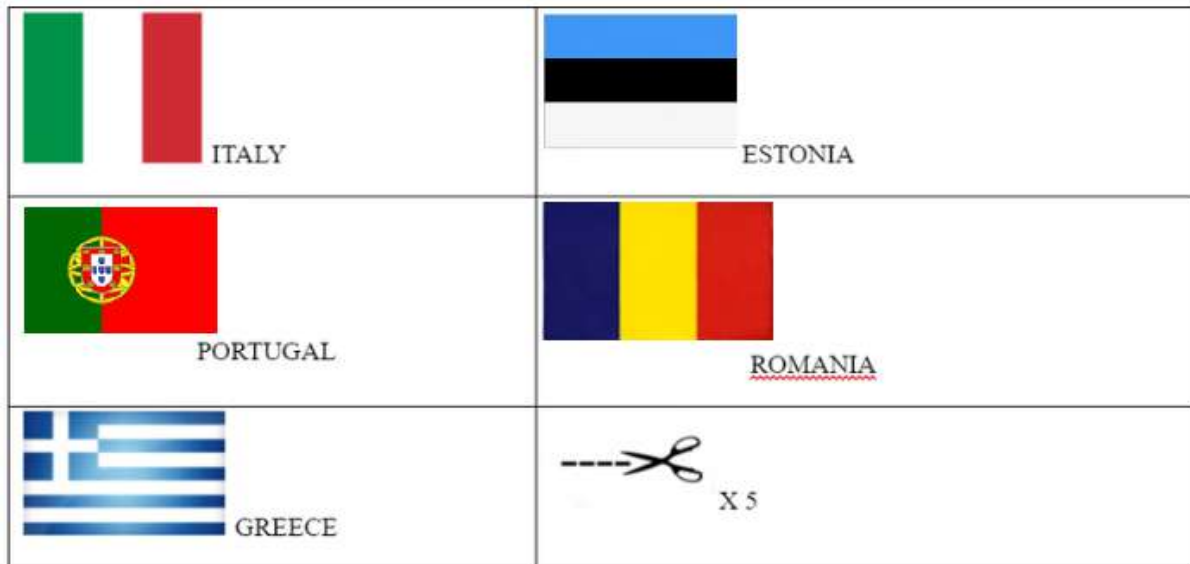 ITALY
ESTONIA
PORTUGAL
ROMANIA
GREECE
X 5